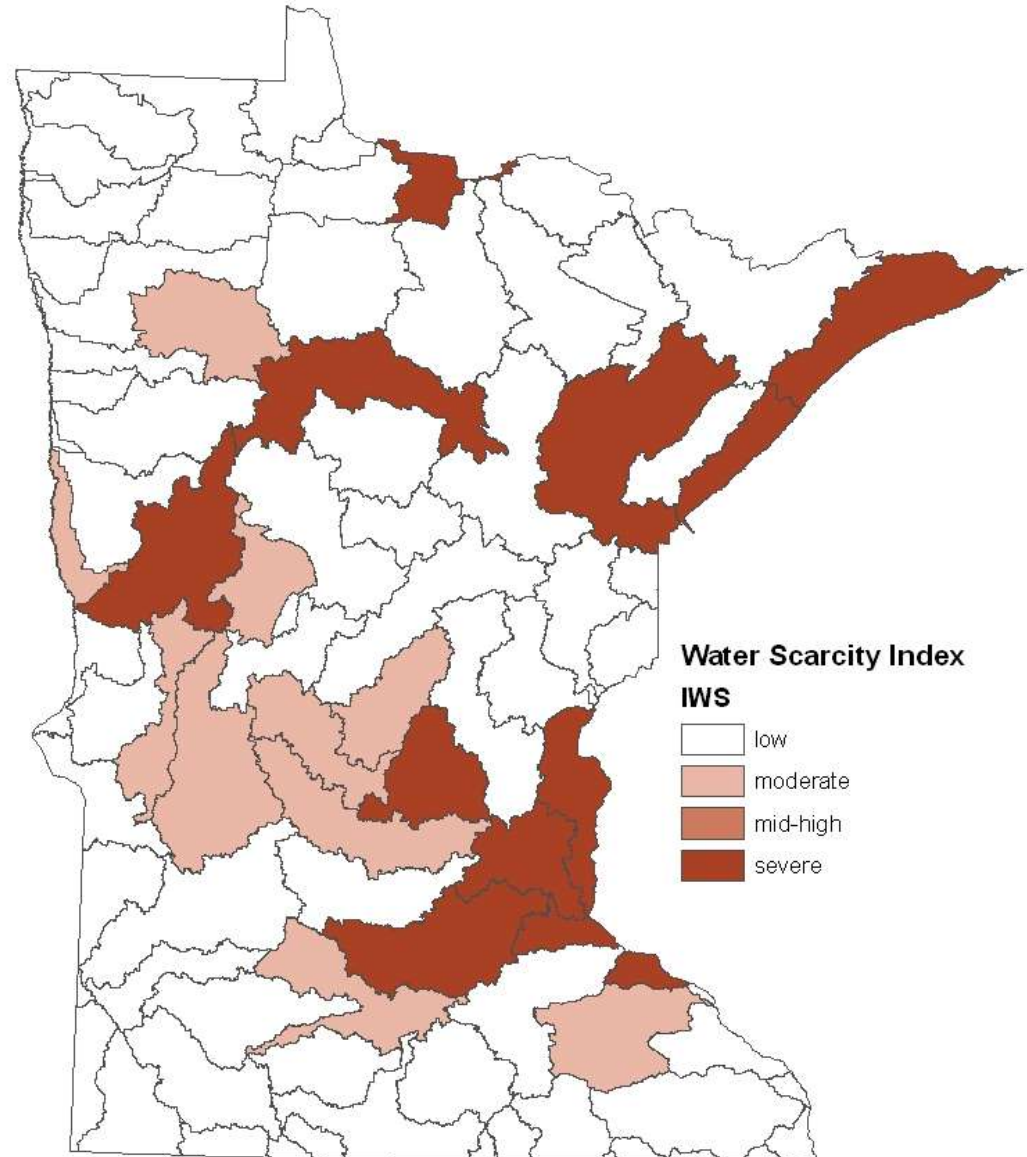 Water Scarcity Index
IWS
low
moderate
mid-high
severe